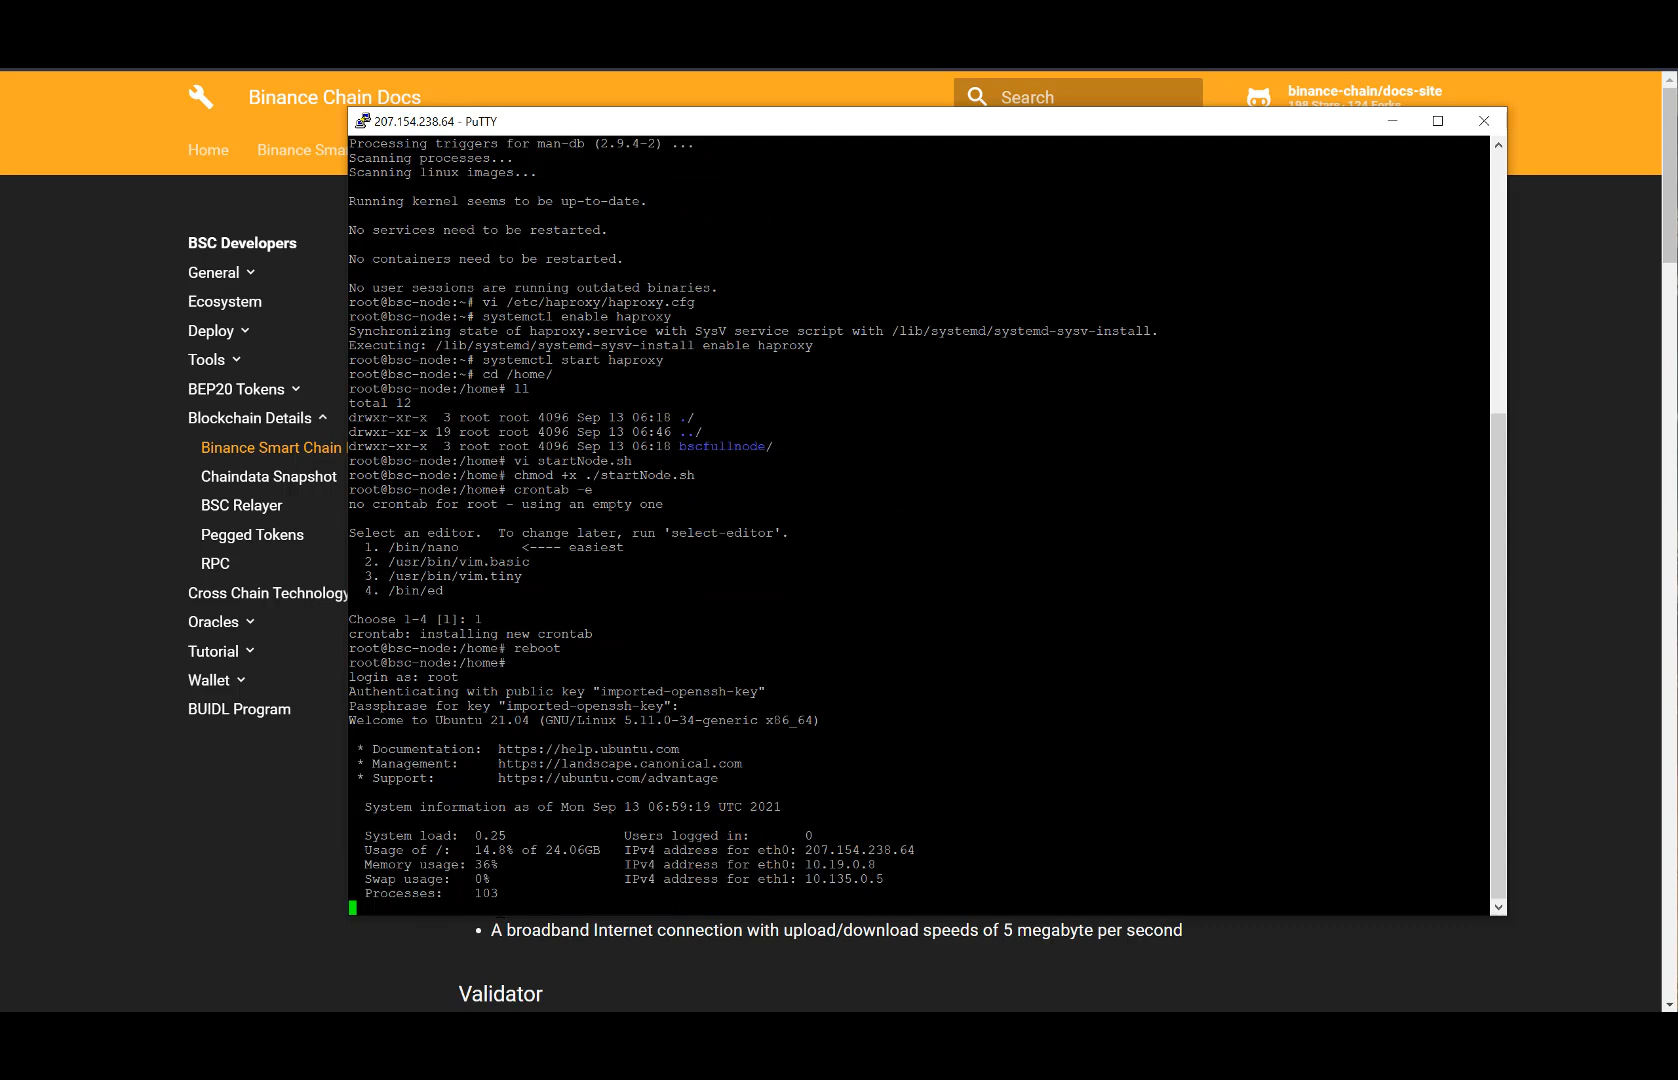 Binance Chain Docs
Search
binance-chain/docs-site
198 Stars · 124 Forks
Home
Binance Sma
207.154.238.64 - PuTTY
BSC Developers
General
Ecosystem
Deploy
Tools
BEP20 Tokens
Blockchain Details
Binance Smart Chain
Chaindata Snapshot
BSC Relayer
Pegged Tokens
RPC
Cross Chain Technology
Oracles
Tutorial
Wallet
BUIDL Program
Processing triggers for man-db (2.9.4-2) ...
Scanning processes...
Scanning linux images...
Running kernel seems to be up-to-date.
No services need to be restarted.
No containers need to be restarted.
No user sessions are running outdated binaries.
root@bsc-node:~# vi /etc/haproxy/haproxy.cfg
root@bsc-node:~# systemctl enable haproxy
Synchronizing state of haproxy.service with SysV service script with /lib/systemd/systemd-sysv-install.
Executing: /lib/systemd/systemd-sysv-install enable haproxy
root@bsc-node:~# systemctl start haproxy
root@bsc-node:~# cd /home/
root@bsc-node:/home# ll
total 12
drwxr-xr-x  3 root root 4096 Sep 13 06:18 ./
drwxr-xr-x 19 root root 4096 Sep 13 06:46 ../
drwxr-xr-x  3 root root 4096 Sep 13 06:18 bscfullnode/
root@bsc-node:/home# vi startNode.sh
root@bsc-node:/home# chmod +x ./startNode.sh
root@bsc-node:/home# crontab -e
no crontab for root - using an empty one
Select an editor.  To change later, run 'select-editor'.
1. /bin/nano        <---- easiest
2. /usr/bin/vim.basic
3. /usr/bin/vim.tiny
4. /bin/ed
Choose 1-4 [1]: 1
crontab: installing new crontab
root@bsc-node:/home# reboot
root@bsc-node:/home#
login as: root
Authenticating with public key "imported-openssh-key"
Passphrase for key "imported-openssh-key":
Welcome to Ubuntu 21.04 (GNU/Linux 5.11.0-34-generic x86_64)
* Documentation:  https://help.ubuntu.com
* Management:     https://landscape.canonical.com
* Support:        https://ubuntu.com/advantage
System information as of Mon Sep 13 06:59:19 UTC 2021
System load:  0.25               Users logged in:       0
Usage of /:   14.8% of 24.06GB   IPv4 address for eth0: 207.154.238.64
Memory usage: 36%                IPv4 address for eth0: 10.19.0.8
Swap usage:   0%                 IPv4 address for eth1: 10.135.0.5
Processes:    103
• A broadband Internet connection with upload/download speeds of 5 megabyte per second
Validator